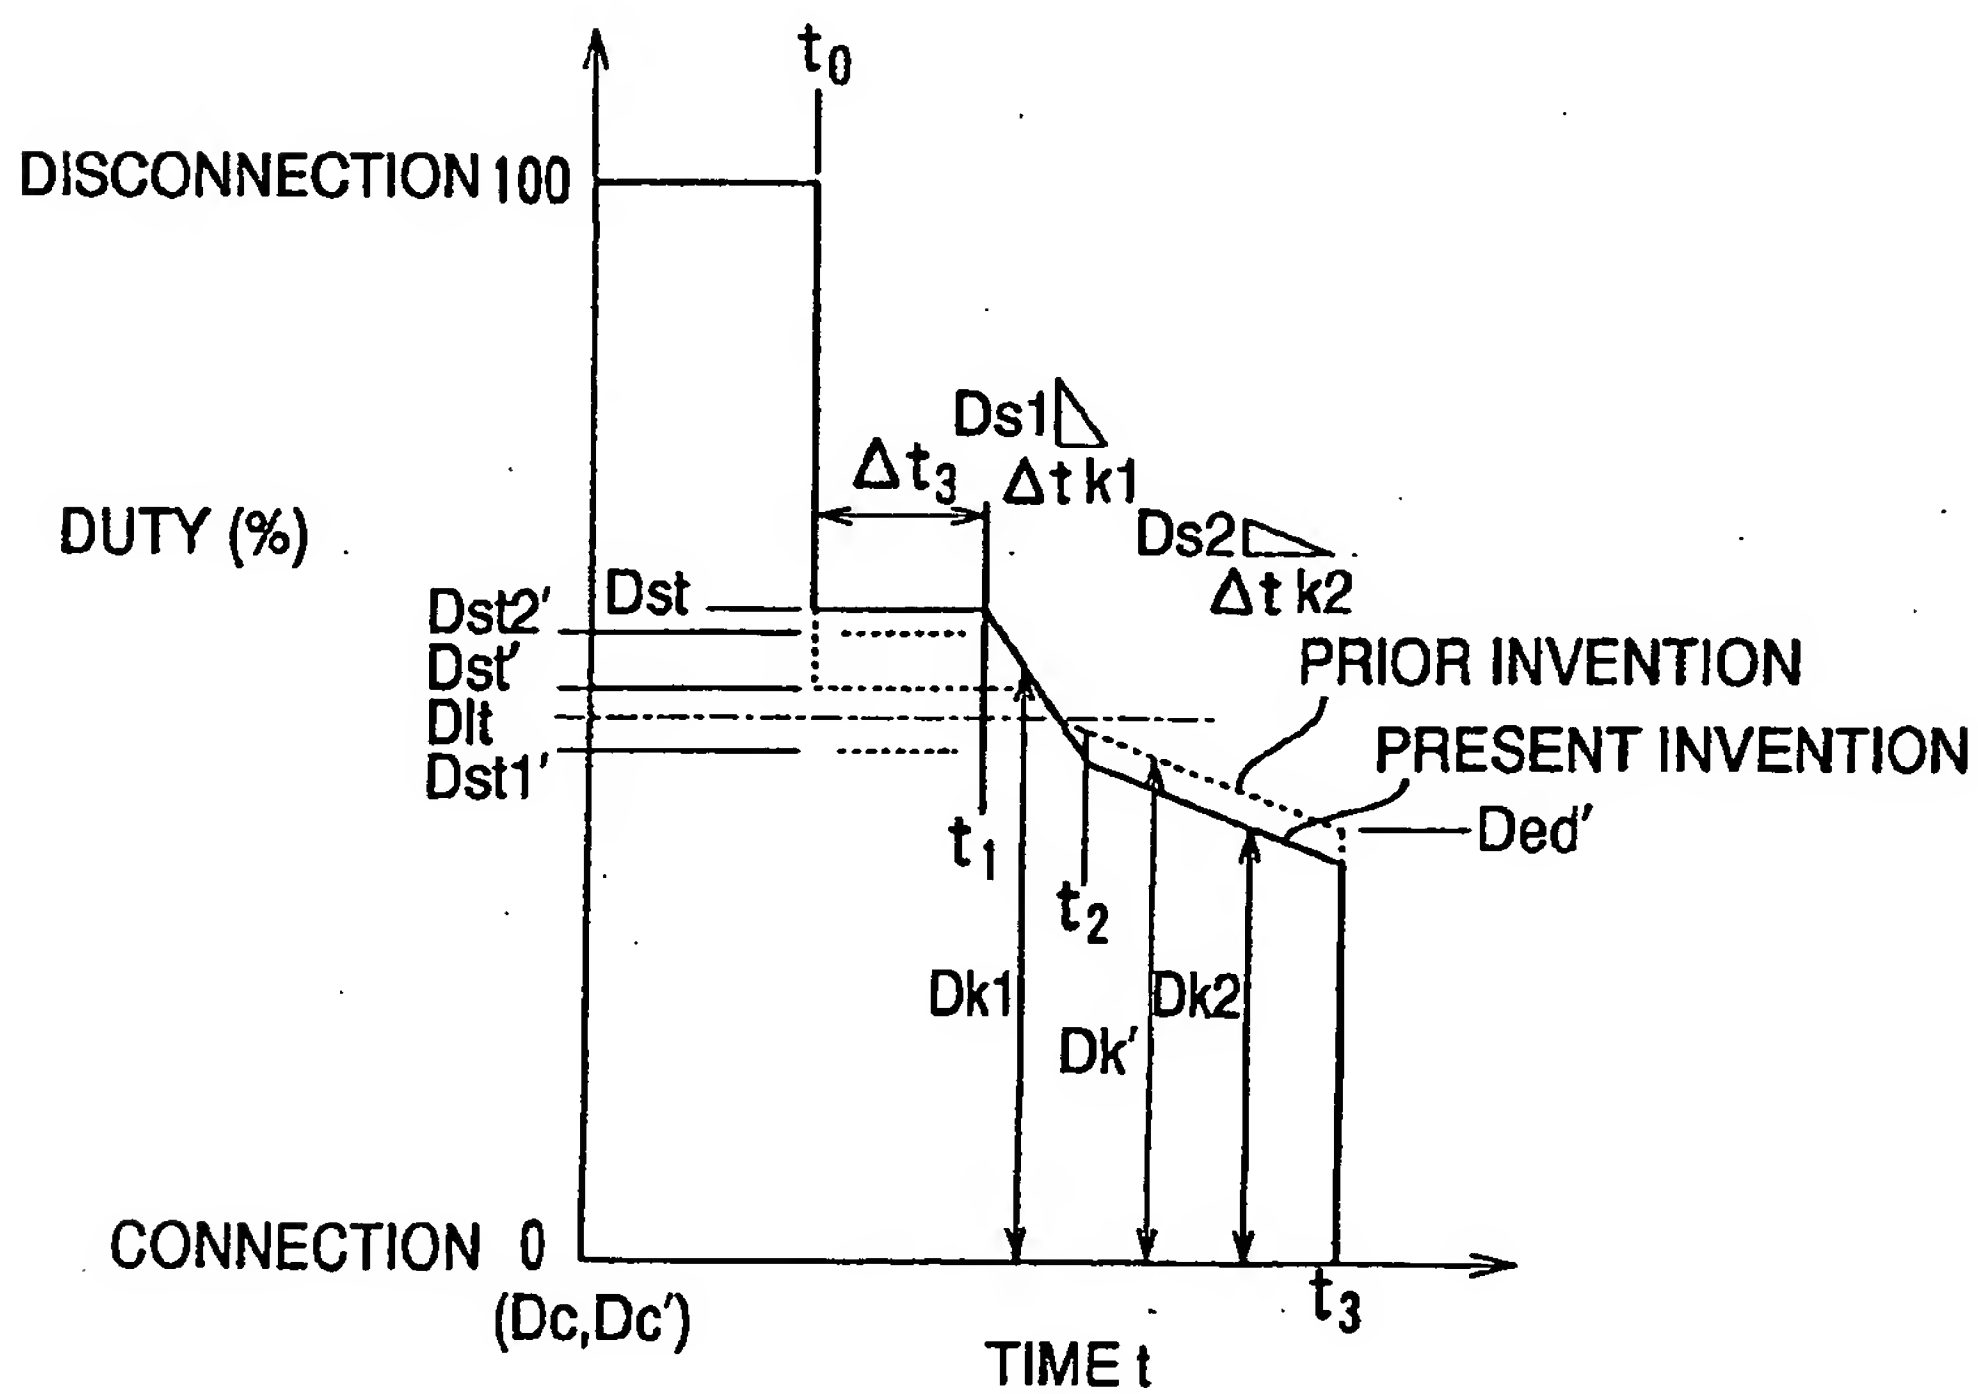 t0
DISCONNECTION 100
Ds1
Δt3
Δt k1
DUTY (%)
Ds2
Δt k2
Dst2′
Dst
Dst′
PRIOR INVENTION
Dlt
PRESENT INVENTION
Dst1′
Ded′
t1
t2
Dk1
Dk2
Dk′
CONNECTION 0
(Dc,Dc′)
t3
TIME t